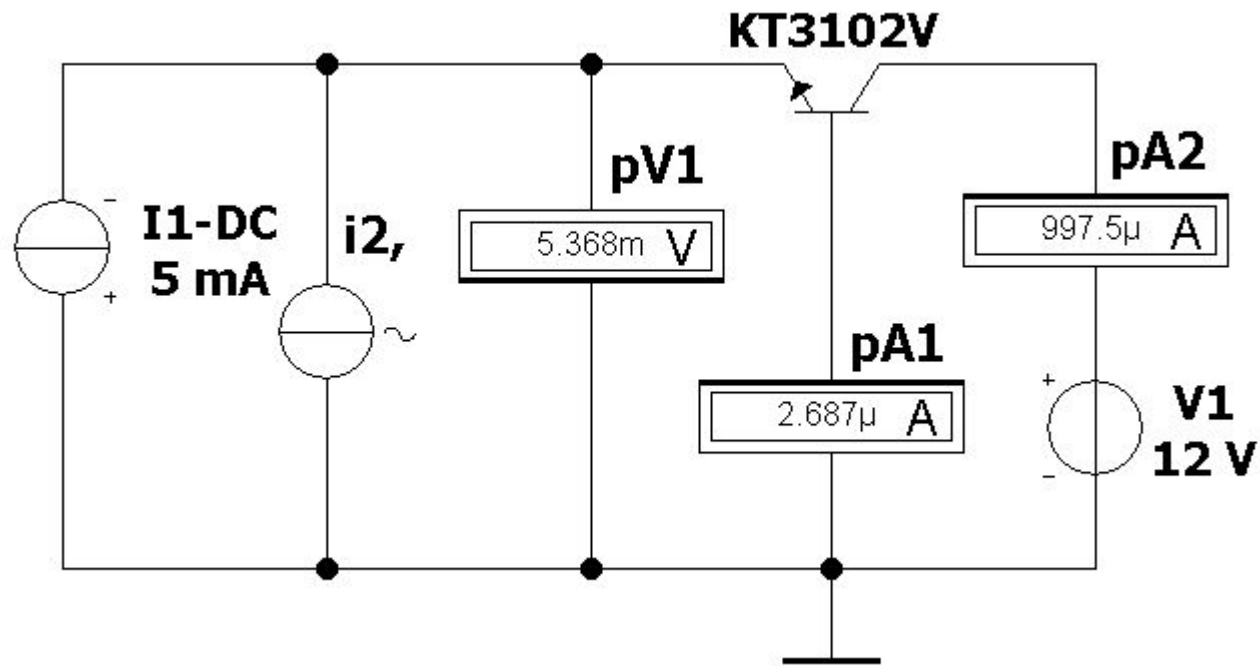 KT3102V
pV1
pA2
I1-DC
5 mA
i2,
5.368m V
997.5µ A
pA1
2.687µ A
V1
12 V